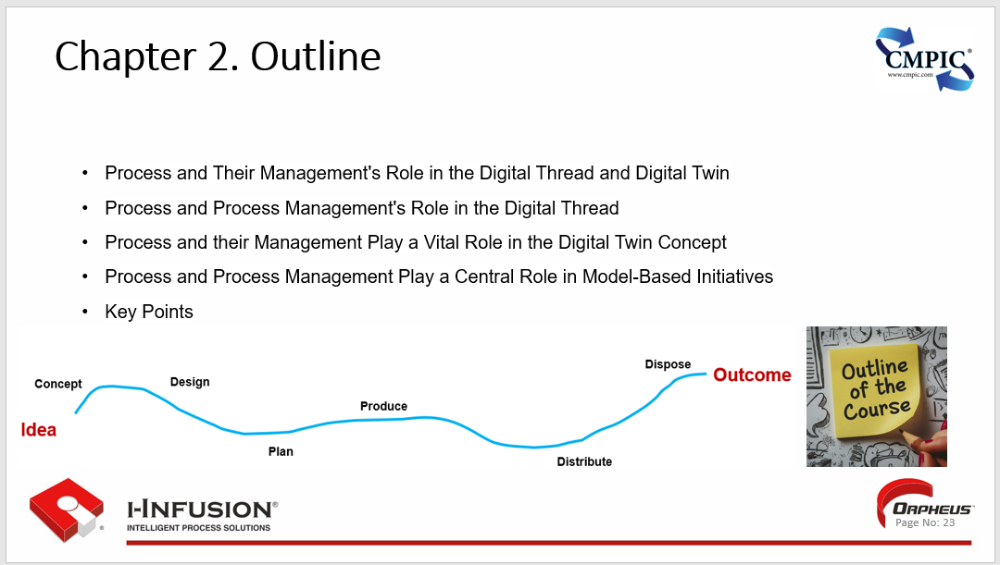 Chapter 2. Outline
CMPIC®
www.cmpic.com
• Process and Their Management's Role in the Digital Thread and Digital Twin
• Process and Process Management's Role in the Digital Thread
• Process and their Management Play a Vital Role in the Digital Twin Concept
• Process and Process Management Play a Central Role in Model-Based Initiatives
• Key Points
Idea
Concept
Design
Plan
Produce
Distribute
Dispose
Outcome
Outline
of the
Course
I-INFUSION®
INTELLIGENT PROCESS SOLUTIONS
ORPHEUS™
Page No: 23